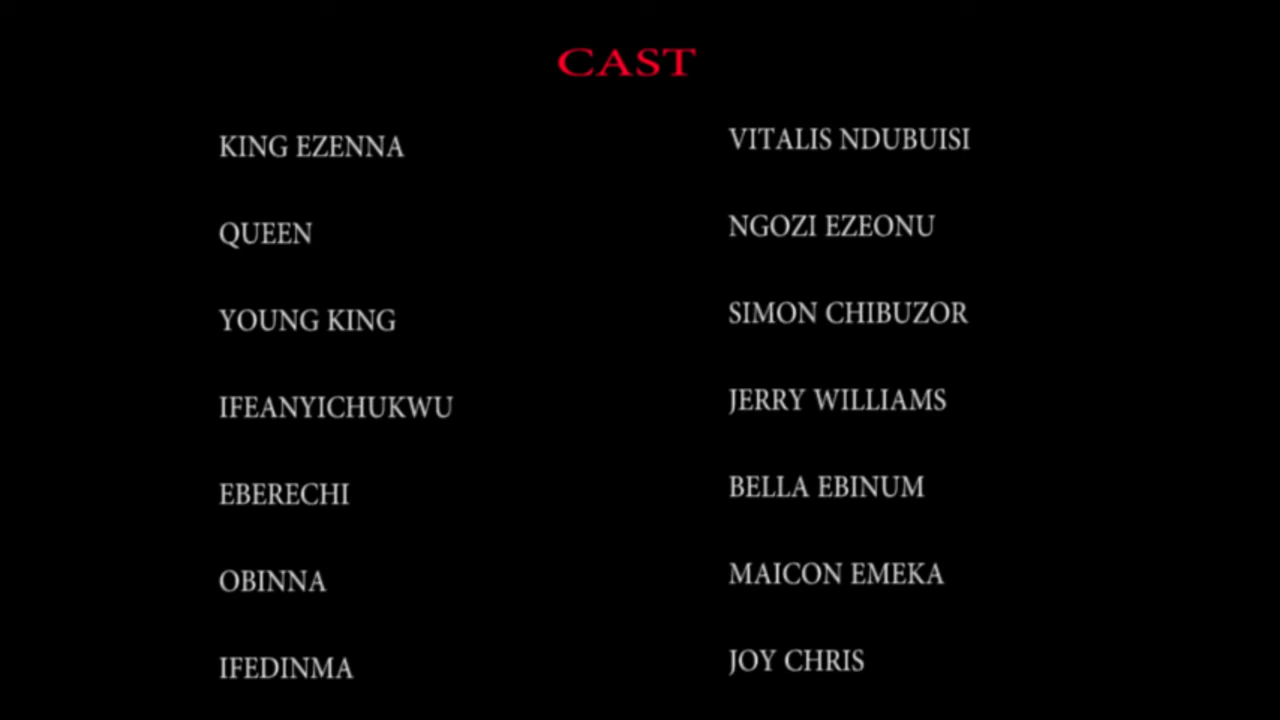 CAST
KING EZENNA VITALIS NDUBUISI
QUEEN NGOZI EZEONU
YOUNG KING SIMON CHIBUZOR
IFEANYICHUKWU JERRY WILLIAMS
EBERECHI BELLA EBINUM
OBINNA MAICON EMEKA
IFEDINMA JOY CHRIS